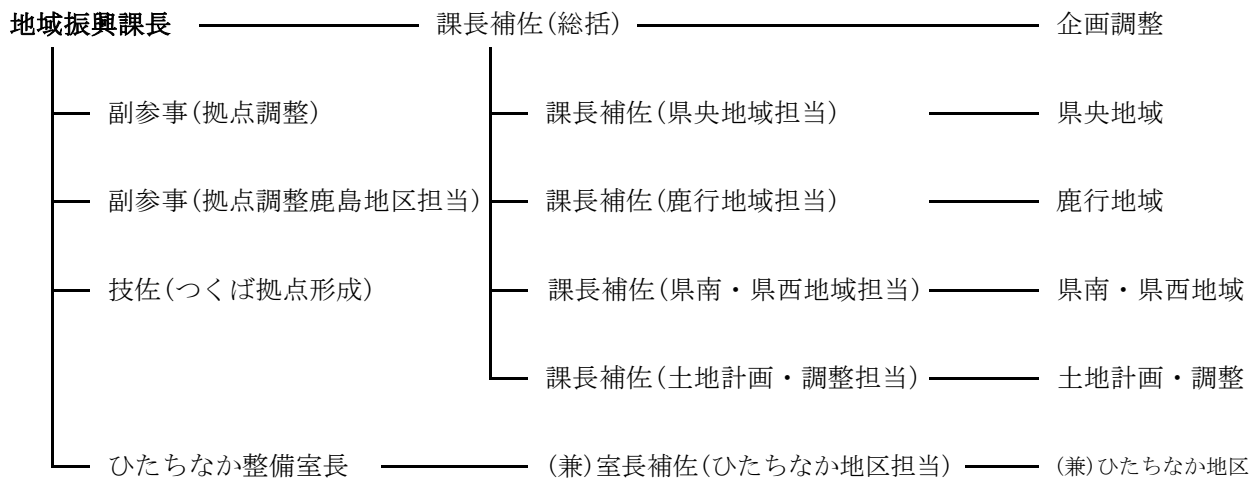 地域振興課長 課長補佐(総括) 企画調整
副参事(拠点調整) 課長補佐(県央地域担当) 県央地域
副参事(拠点調整鹿島地区担当) 課長補佐(鹿行地域担当) 鹿行地域
技佐(つくば拠点形成) 課長補佐(県南・県西地域担当) 県南・県西地域
課長補佐(土地計画・調整担当) 土地計画・調整
ひたちなか整備室長 (兼)室長補佐(ひたちなか地区担当) (兼)ひたちなか地区